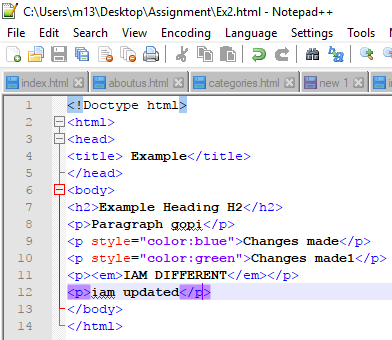 C:\Users\m13\Desktop\Assignment\Ex2.html - Notepad++
File Edit Search View Encoding Language Settings Tools
index.html aboutus.html categories.html new 1
1 <!Doctype html>
2 <html>
3 <head>
4 <title> Example</title>
5 </head>
6 <body>
7 <h2>Example Heading H2</h2>
8 <p>Paragraph gopi</p>
9 <p style="color:blue">Changes made</p>
10 <p style="color:green">Changes made1</p>
11 <p><em>IAM DIFFERENT</em></p>
12 <p>iam updated</p>
13 </body>
14 </html>